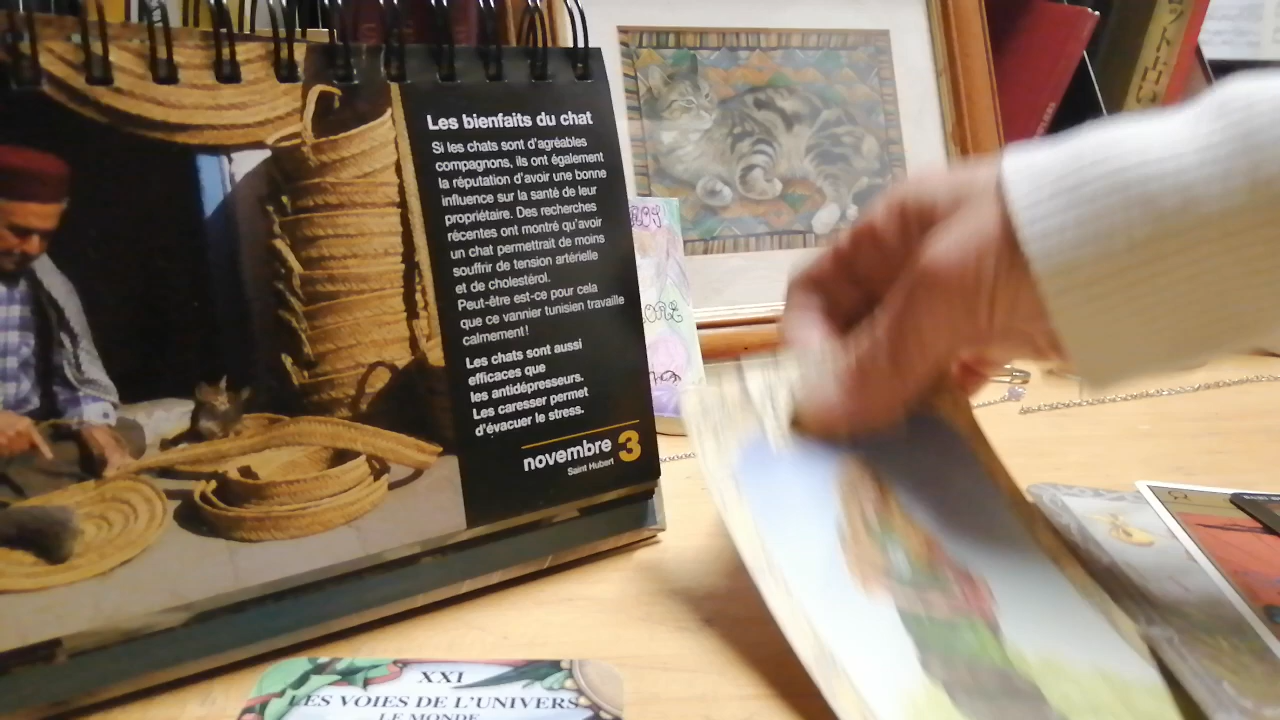 Les bienfaits du chat
Si les chats sont d'agréables
compagnons, ils ont également
la réputation d'avoir une bonne
influence sur la santé de leur
propriétaire. Des recherches
récentes ont montré qu'avoir
un chat permettrait de moins
souffrir de tension artérielle
et de cholestérol.
Peut-être est-ce pour cela
que ce vannier tunisien travaille
calmement!
Les chats sont aussi
efficaces que
les antidépresseurs.
Les caresser permet
d'évacuer le stress.
novembre 3
Saint Hubert
XXI
LES VOIES DE L'UNIVERS
LE MONDE